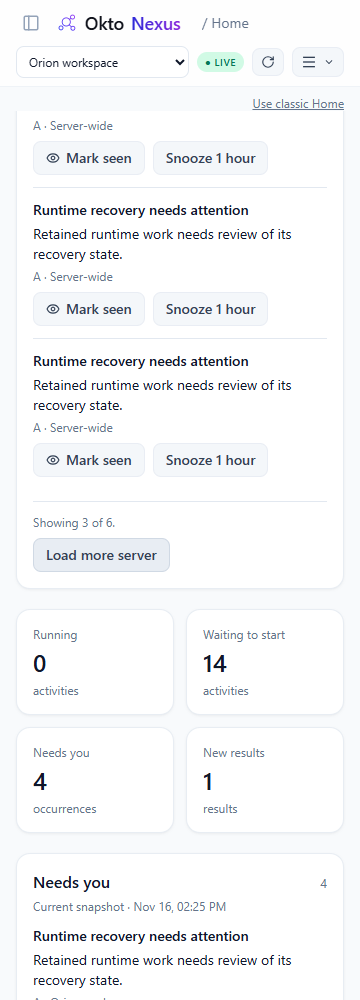 Okto Nexus / Home
Orion workspace
LIVE
Use classic Home
A · Server-wide
Mark seen
Snooze 1 hour
Runtime recovery needs attention
Retained runtime work needs review of its
recovery state.
A · Server-wide
Mark seen
Snooze 1 hour
Runtime recovery needs attention
Retained runtime work needs review of its
recovery state.
A · Server-wide
Mark seen
Snooze 1 hour
Showing 3 of 6.
Load more server
Running
0
activities
Waiting to start
14
activities
Needs you
4
occurrences
New results
1
results
Needs you
4
Current snapshot · Nov 16, 02:25 PM
Runtime recovery needs attention
Retained runtime work needs review of its
recovery state.